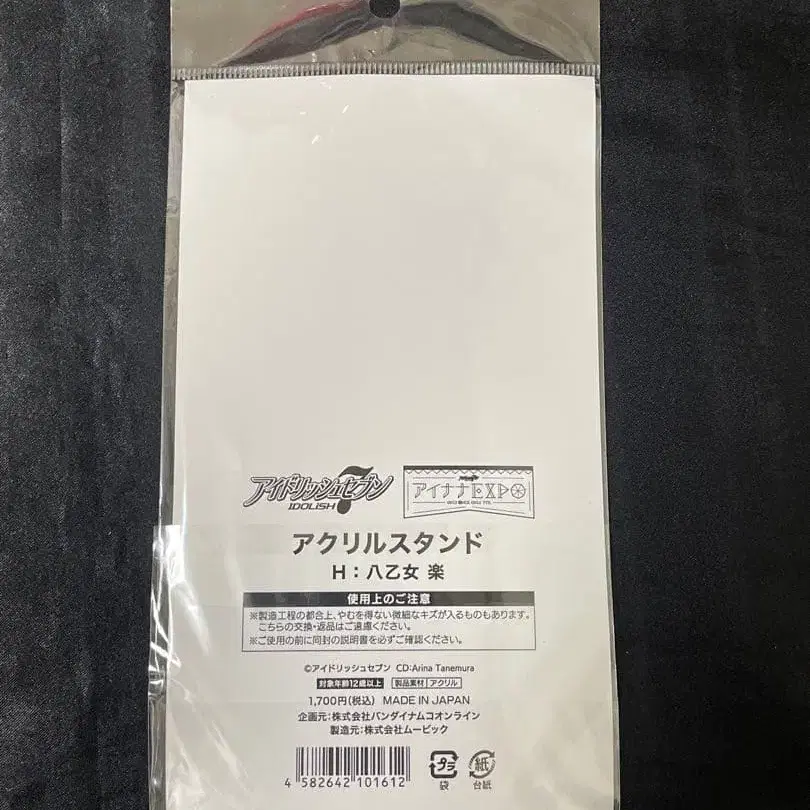 アイドリッシュセブン
IDOLiSH 7
アイナナEXPO
アクリルスタンド
H：八乙女 楽
使用上のご注意
※製造工程の都合上、やむを得ない微細なキズが入るものもあります。
こちらの交換・返品はご遠慮ください。
※ご使用の前に同封の説明書を必ずご確認ください。
©アイドリッシュセブン CD:Arina Tanemura
対象年齢12歳以上 製品素材 アクリル
1,700円(税込) MADE IN JAPAN
企画元：株式会社バンダイナムコオンライン
製造元：株式会社ムービック
4 582642 101612
プラ 袋
紙 台紙